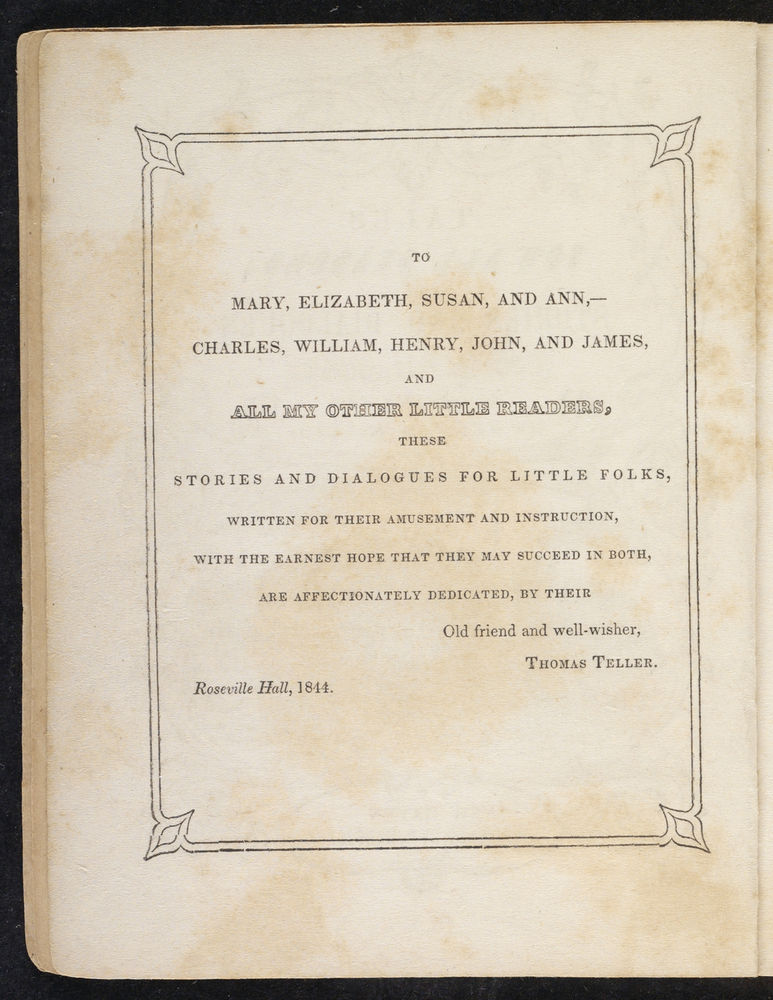 TO
MARY, ELIZABETH, SUSAN, AND ANN,—
CHARLES, WILLIAM, HENRY, JOHN, AND JAMES,
AND
ALL MY OTHER LITTLE READERS,
THESE
STORIES AND DIALOGUES FOR LITTLE FOLKS,
WRITTEN FOR THEIR AMUSEMENT AND INSTRUCTION,
WITH THE EARNEST HOPE THAT THEY MAY SUCCEED IN BOTH,
ARE AFFECTIONATELY DEDICATED, BY THEIR
Old friend and well-wisher,
THOMAS TELLER.
Roseville Hall, 1844.